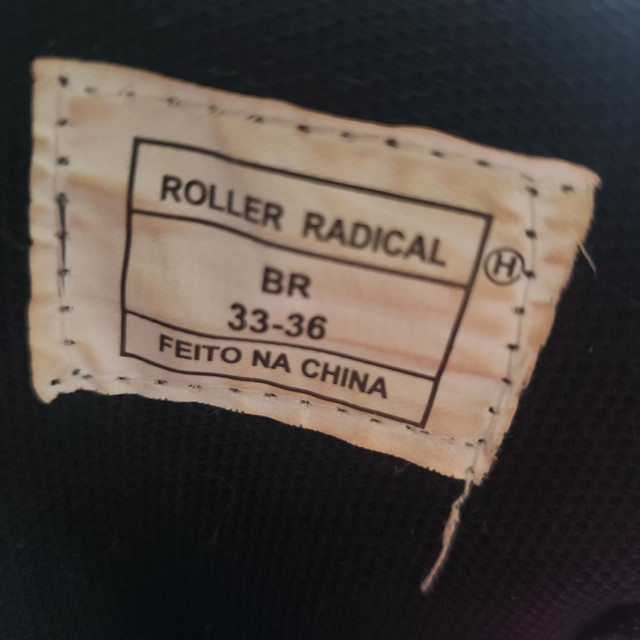 ROLLER RADICAL
H
BR
33-36
FEITO NA CHINA